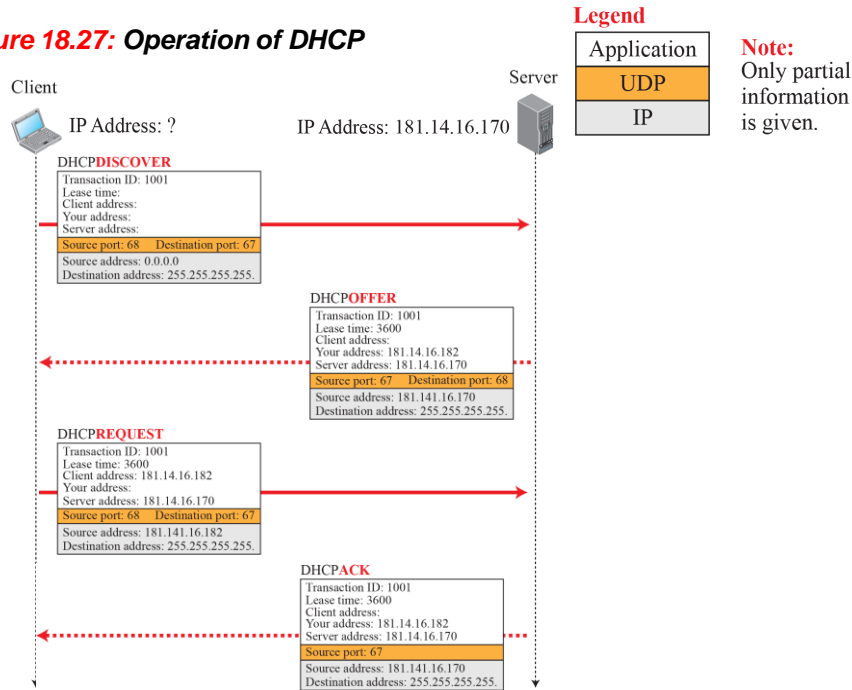 ure 18.27: Operation of DHCP
Legend
Application
UDP
IP
Note:
Only partial
information
is given.
Client
Server
IP Address: ?
IP Address: 181.14.16.170
DHCPDISCOVER
Transaction ID: 1001
Lease time:
Client address:
Your address:
Server address:
Source port: 68 Destination port: 67
Source address: 0.0.0.0
Destination address: 255.255.255.255.
DHCPOFFER
Transaction ID: 1001
Lease time: 3600
Client address:
Your address: 181.14.16.182
Server address: 181.14.16.170
Source port: 67 Destination port: 68
Source address: 181.141.16.170
Destination address: 255.255.255.255.
DHCPREQUEST
Transaction ID: 1001
Lease time: 3600
Client address: 181.14.16.182
Your address:
Server address: 181.14.16.170
Source port: 68 Destination port: 67
Source address: 181.141.16.182
Destination address: 255.255.255.255.
DHCPACK
Transaction ID: 1001
Lease time: 3600
Client address:
Your address: 181.14.16.182
Server address: 181.14.16.170
Source port: 67
Source address: 181.141.16.170
Destination address: 255.255.255.255.